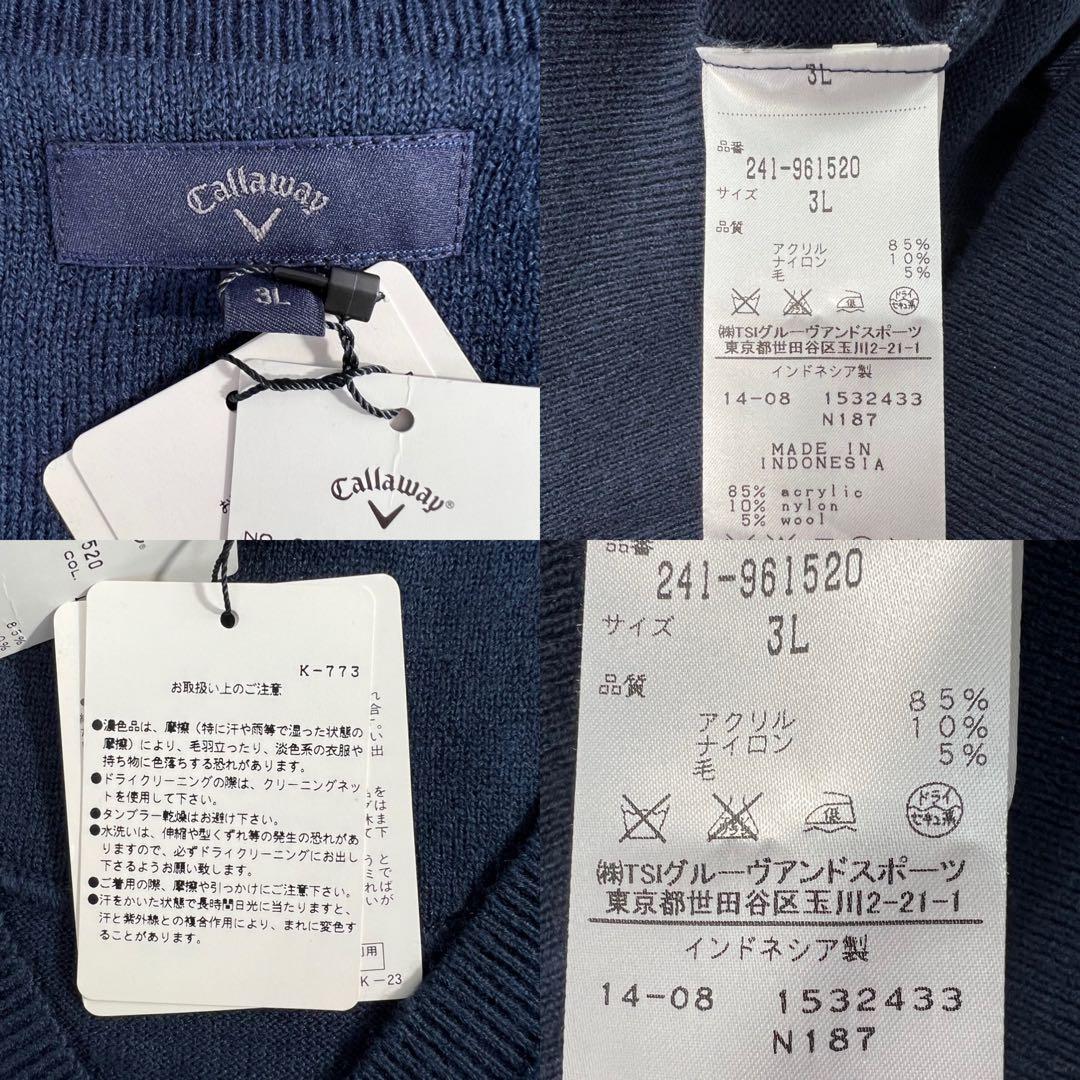 Callaway
3L
Callaway®
3L
品番
241-961520
サイズ
3L
品質
アクリル 85%
ナイロン 10%
毛 5%
低
ドライ
セキユ系
㈱TSIグルーヴアンドスポーツ
東京都世田谷区玉川2-21-1
インドネシア製
14-08 1532433
N187
MADE IN
INDONESIA
85% acrylic
10% nylon
5% wool
520
COL.
85%
K-773
お取扱い上のご注意
●濃色品は、摩擦（特に汗や雨等で湿った状態の
摩擦）により、毛羽立ったり、淡色系の衣服や
持ち物に色落ちする恐れがあります。
●ドライクリーニングの際は、クリーニングネッ
トを使用して下さい。
●タンブラー乾燥はお避け下さい。
●水洗いは、伸縮や型くずれ等の発生の恐れがあ
りますので、必ずドライクリーニングにお出し
下さるようお願い致します。
●ご着用の際、摩擦や引っかけにご注意下さい。
●汗をかいた状態で長時間日光に当たりますと、
汗と紫外線との複合作用により、まれに変色す
ることがあります。
K-23
品番
241-961520
サイズ
3L
品質
アクリル 85%
ナイロン 10%
毛 5%
低
ドライ
セキユ系
㈱TSIグルーヴアンドスポーツ
東京都世田谷区玉川2-21-1
インドネシア製
14-08 1532433
N187